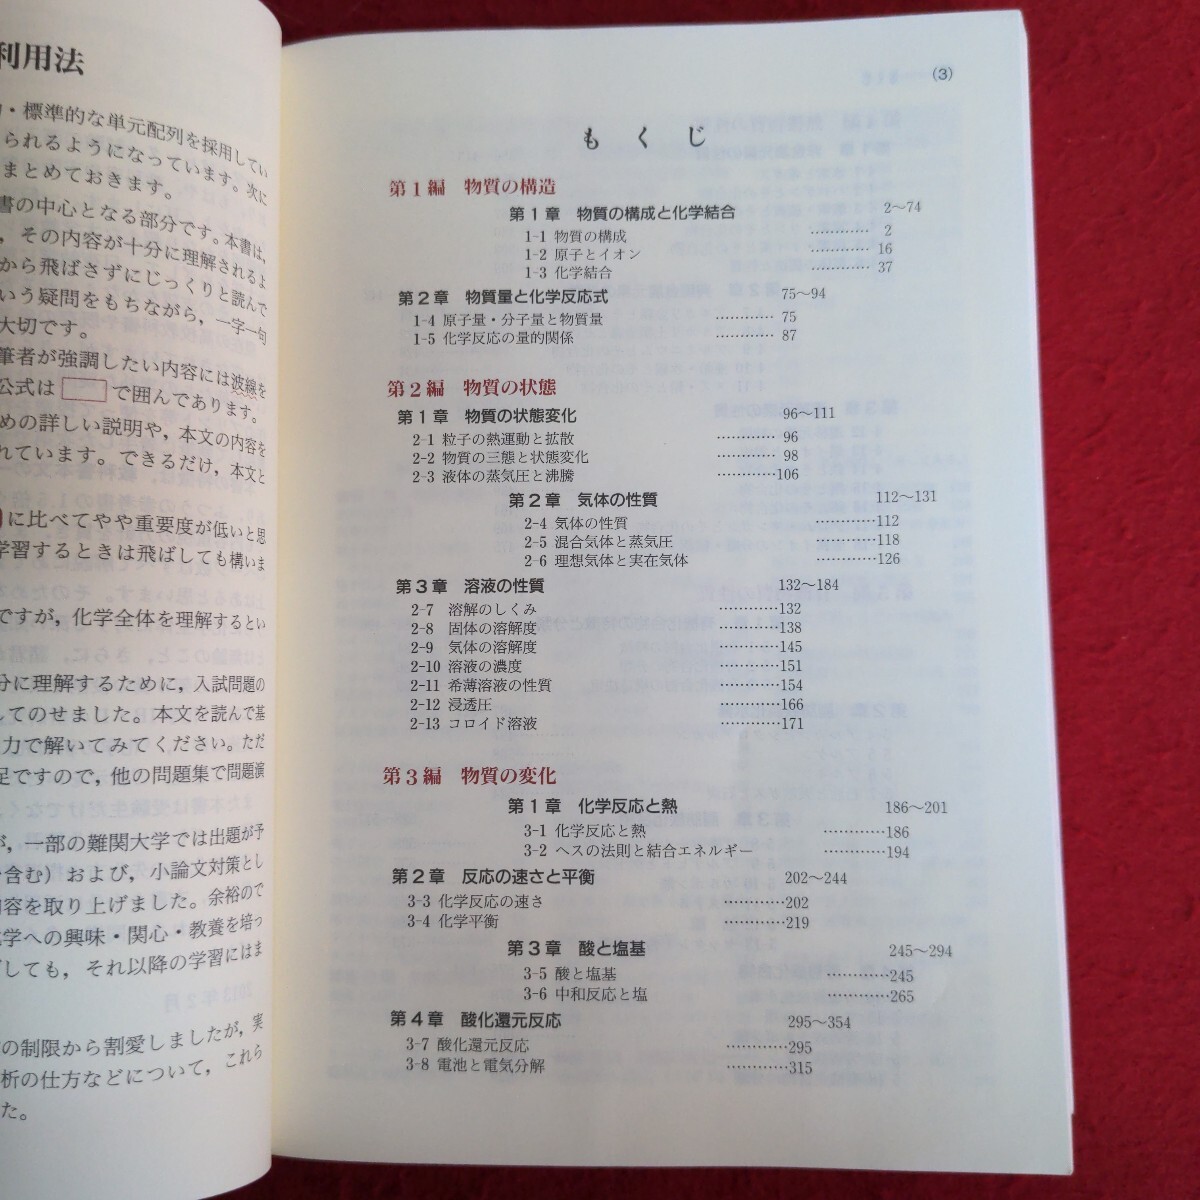 利用法
・標準的な単元配列を採用してい
られるようになっています。次に
まとめておきます。
書の中心となる部分です。本書は,
，その内容が十分に理解されるよ
から飛ばさずにじっくりと読んで
いう疑問をもちながら，一字一句
大切です。
筆者が強調したい内容には波線を
公式は で囲んであります。
めの詳しい説明や，本文の内容を
れています。できるだけ，本文と
に比べてやや重要度が低いと思
学習するときは飛ばしても構いま
ですが，化学全体を理解するとい
分に理解するために，入試問題の
してのせました。本文を読んで基
力で解いてみてください。ただ
足ですので，他の問題集で問題演
が，一部の難関大学では出題が予
含む）および，小論文対策とし
内容を取り上げました。余裕ので
化学への興味・関心・教養を培っ
しても，それ以降の学習にはま
の制限から割愛しましたが，実
析の仕方などについて，これら
た。
(3)
もくじ
第1編 物質の構造
第1章 物質の構成と化学結合 2～74
1-1 物質の構成 ………… 2
1-2 原子とイオン ………… 16
1-3 化学結合 ………… 37
第2章 物質量と化学反応式 75～94
1-4 原子量・分子量と物質量 ………… 75
1-5 化学反応の量的関係 ………… 87
第2編 物質の状態
第1章 物質の状態変化 96～111
2-1 粒子の熱運動と拡散 ………… 96
2-2 物質の三態と状態変化 ………… 98
2-3 液体の蒸気圧と沸騰 …………106
第2章 気体の性質 112～131
2-4 気体の性質 …………112
2-5 混合気体と蒸気圧 …………118
2-6 理想気体と実在気体 …………126
第3章 溶液の性質 132～184
2-7 溶解のしくみ …………132
2-8 固体の溶解度 …………138
2-9 気体の溶解度 …………145
2-10 溶液の濃度 …………151
2-11 希薄溶液の性質 …………154
2-12 浸透圧 …………166
2-13 コロイド溶液 …………171
第3編 物質の変化
第1章 化学反応と熱 186～201
3-1 化学反応と熱 …………186
3-2 ヘスの法則と結合エネルギー …………194
第2章 反応の速さと平衡 202～244
3-3 化学反応の速さ …………202
3-4 化学平衡 …………219
第3章 酸と塩基 245～294
3-5 酸と塩基 …………245
3-6 中和反応と塩 …………265
第4章 酸化還元反応 295～354
3-7 酸化還元反応 …………295
3-8 電池と電気分解 …………315